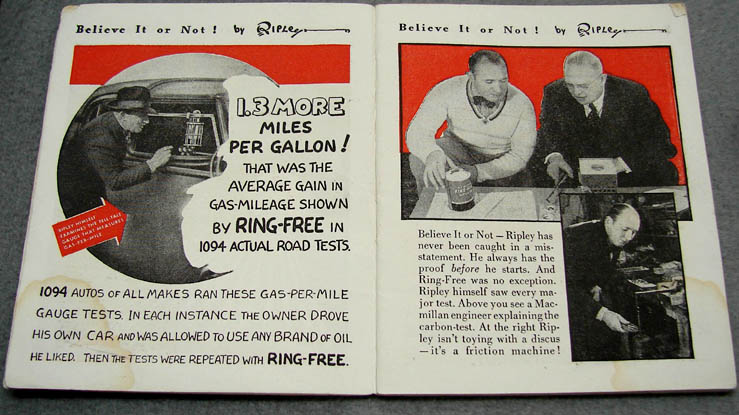 Believe It or Not! by Ripley
1.3 MORE
MILES
PER GALLON!
THAT WAS THE
AVERAGE GAIN IN
GAS-MILEAGE SHOWN
BY RING-FREE IN
1094 ACTUAL ROAD TESTS.
RIPLEY HIMSELF
EXAMINES THE TELL-TALE
GAUGE THAT MEASURES
GAS-PER-MILE
1094 AUTOS OF ALL MAKES RAN THESE GAS-PER-MILE
GAUGE TESTS. IN EACH INSTANCE THE OWNER DROVE
HIS OWN CAR AND WAS ALLOWED TO USE ANY BRAND OF OIL
HE LIKED. THEN THE TESTS WERE REPEATED WITH RING-FREE.
Believe It or Not! by Ripley
Believe It or Not — Ripley has
never been caught in a mis-
statement. He always has the
proof before he starts. And
Ring-Free was no exception.
Ripley himself saw every ma-
jor test. Above you see a Mac-
millan engineer explaining the
carbon-test. At the right Rip-
ley isn't toying with a discus
— it's a friction machine!